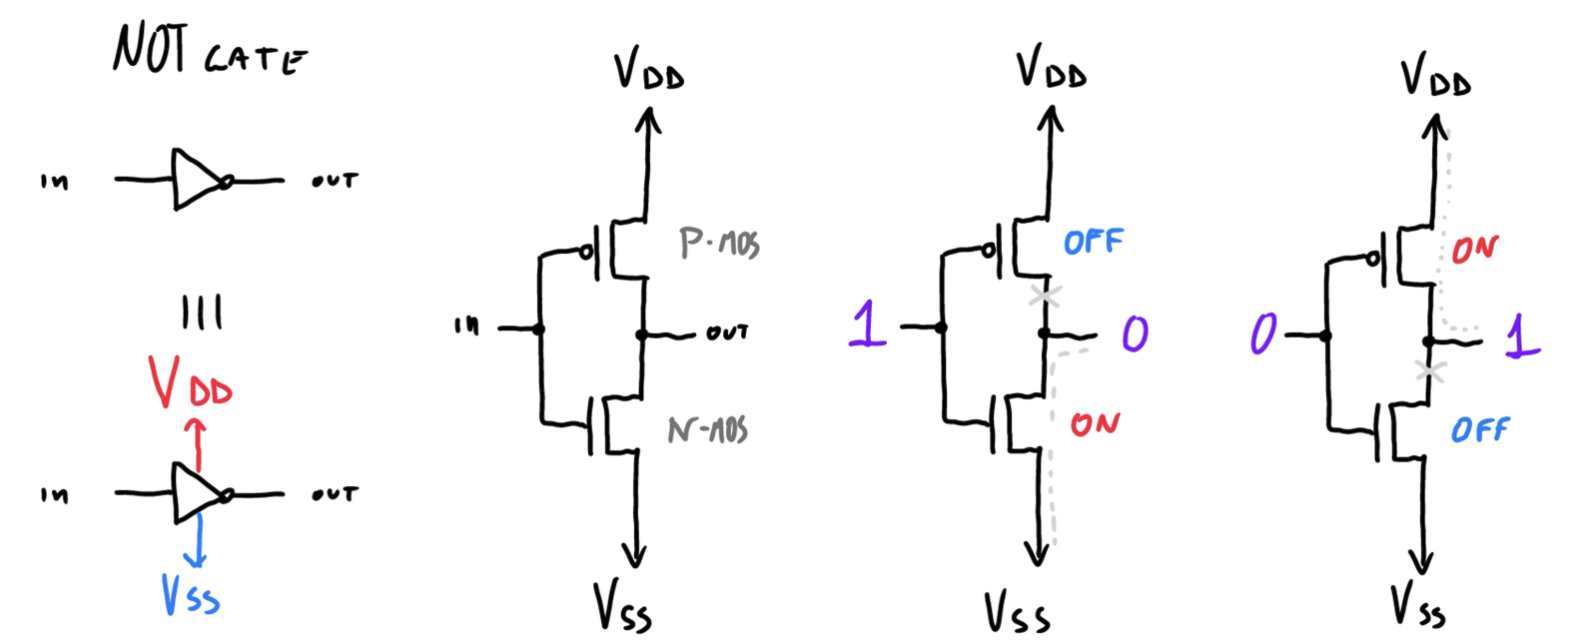 NOT GATE
In
OUT
VDD
In
OUT
VSS
VDD
P-MOS
In
OUT
N-MOS
VSS
VDD
OFF
1
0
ON
VSS
VDD
ON
0
1
OFF
VSS